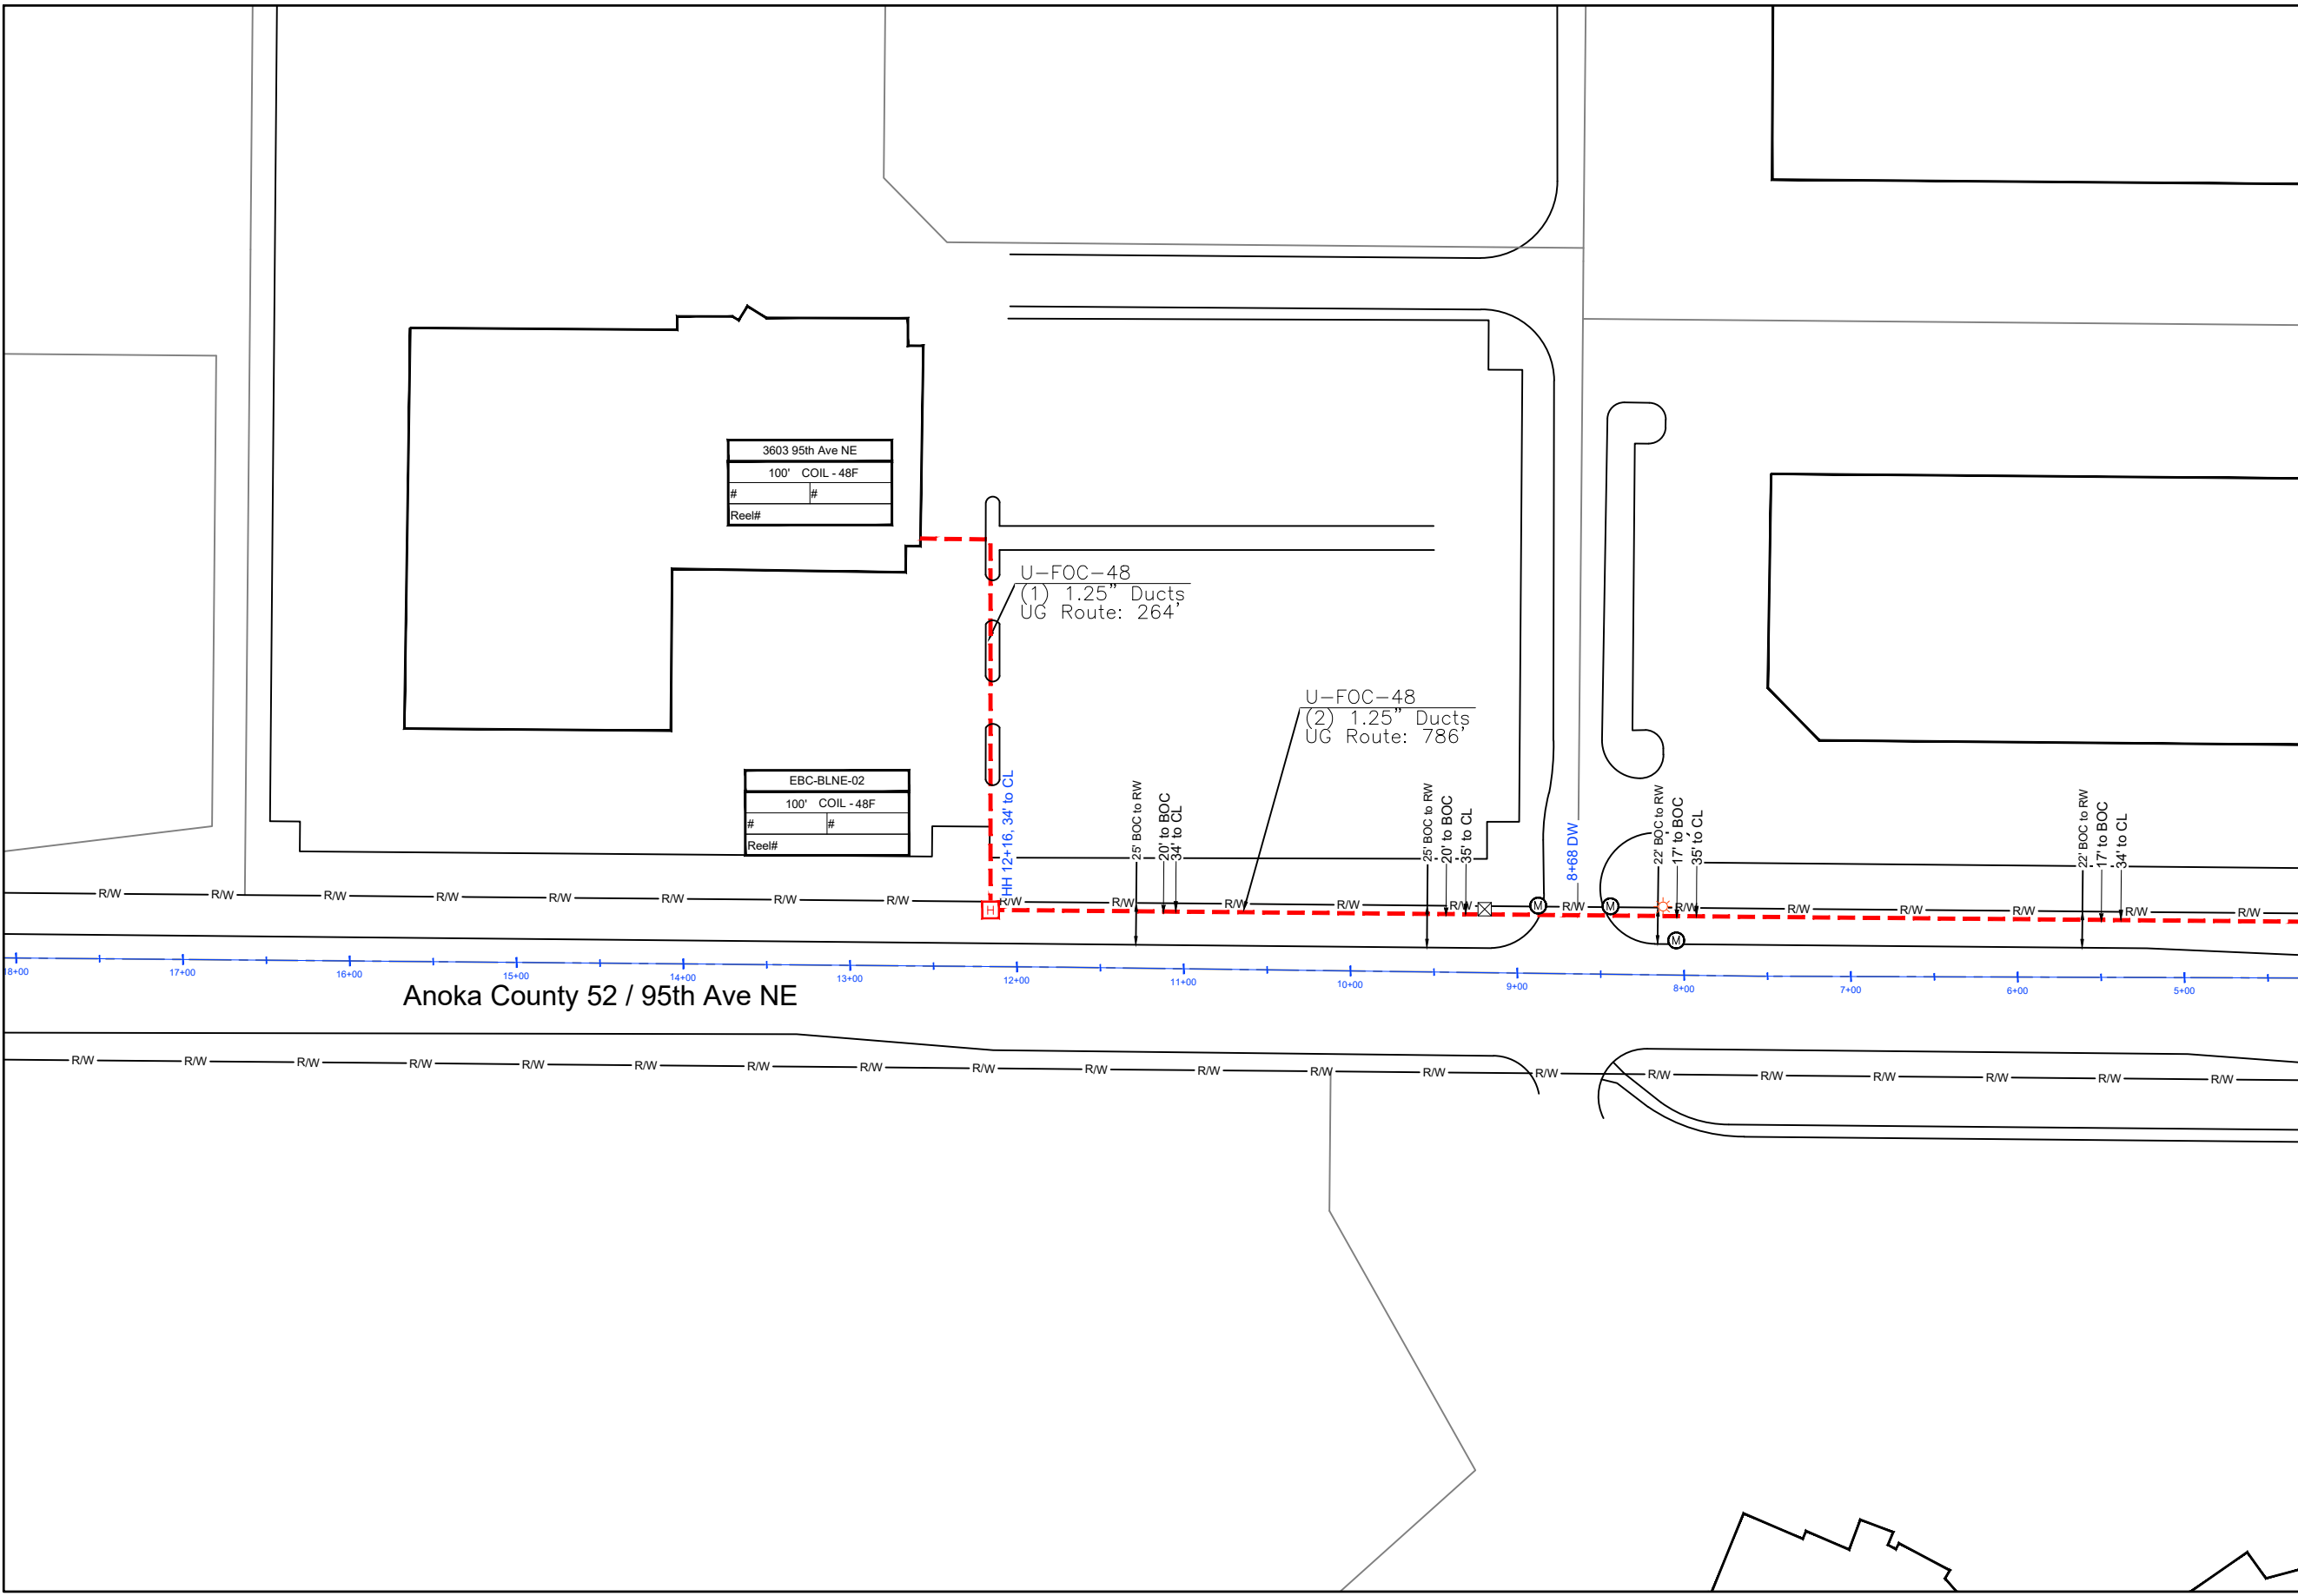 3603 95th Ave NE
100' COIL - 48F
# #
Reel#
U-FOC-48
(1) 1.25" Ducts
UG Route: 264'
U-FOC-48
(2) 1.25" Ducts
UG Route: 786'
EBC-BLNE-02
100' COIL - 48F
# #
Reel#
HH 12+16, 34' to CL
25' BOC to RW
20' to BOC
34' to CL
25' BOC to RW
20' to BOC
35' to CL
8+68 DW
22' BOC to RW
17' to BOC
35' to CL
22' BOC to RW
17' to BOC
34' to CL
R/W R/W R/W R/W R/W R/W R/W R/W R/W R/W R/W R/W R/W R/W R/W R/W R/W R/W R/W R/W
H M M
M
18+00 17+00 16+00 15+00 14+00 13+00 12+00 11+00 10+00 9+00 8+00 7+00 6+00 5+00
Anoka County 52 / 95th Ave NE
R/W R/W R/W R/W R/W R/W R/W R/W R/W R/W R/W R/W R/W R/W R/W R/W R/W R/W R/W R/W